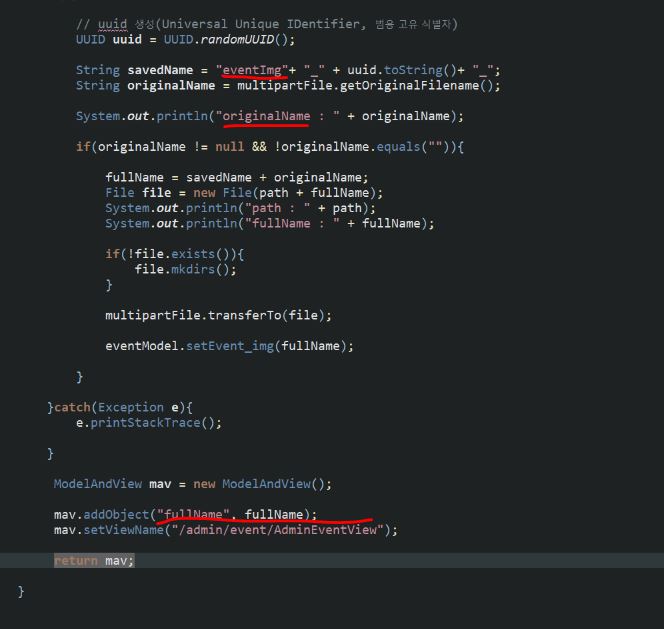 // uuid 생성(Universal Unique IDentifier, 범용 고유 식별자)
UUID uuid = UUID.randomUUID();
String savedName = "eventImg"+ "_" + uuid.toString()+ "_";
String originalName = multipartFile.getOriginalFilename();
System.out.println("originalName : " + originalName);
if(originalName != null && !originalName.equals("")){
fullName = savedName + originalName;
File file = new File(path + fullName);
System.out.println("path : " + path);
System.out.println("fullName : " + fullName);
if(!file.exists()){
file.mkdirs();
}
multipartFile.transferTo(file);
eventModel.setEvent_img(fullName);
}
}catch(Exception e){
e.printStackTrace();
}
ModelAndView mav = new ModelAndView();
mav.addObject("fullName", fullName);
mav.setViewName("/admin/event/AdminEventView");
return mav;
}